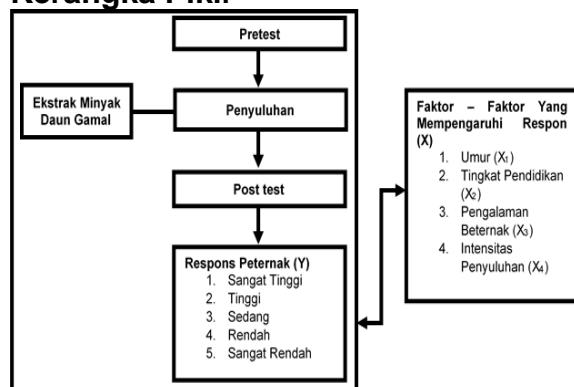 Kerangka Pikir
Pretest
Ekstrak Minyak
Daun Gamal
Penyuluhan
Post test
Respons Peternak (Y)
1. Sangat Tinggi
2. Tinggi
3. Sedang
4. Rendah
5. Sangat Rendah
Faktor – Faktor Yang
Mempengaruhi Respon
(X)
1. Umur (X₁)
2. Tingkat Pendidikan
(X₂)
3. Pengalaman
Beternak (X₃)
4. Intensitas
Penyuluhan (X₄)